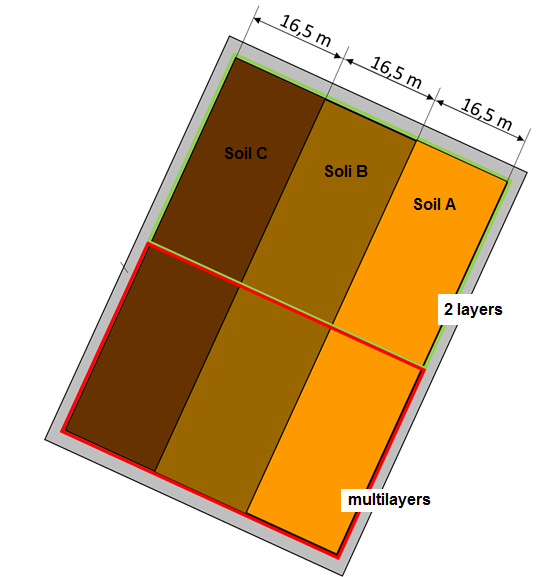 16,5 m
16,5 m
16,5 m
Soil C
Soli B
Soil A
2 layers
multilayers